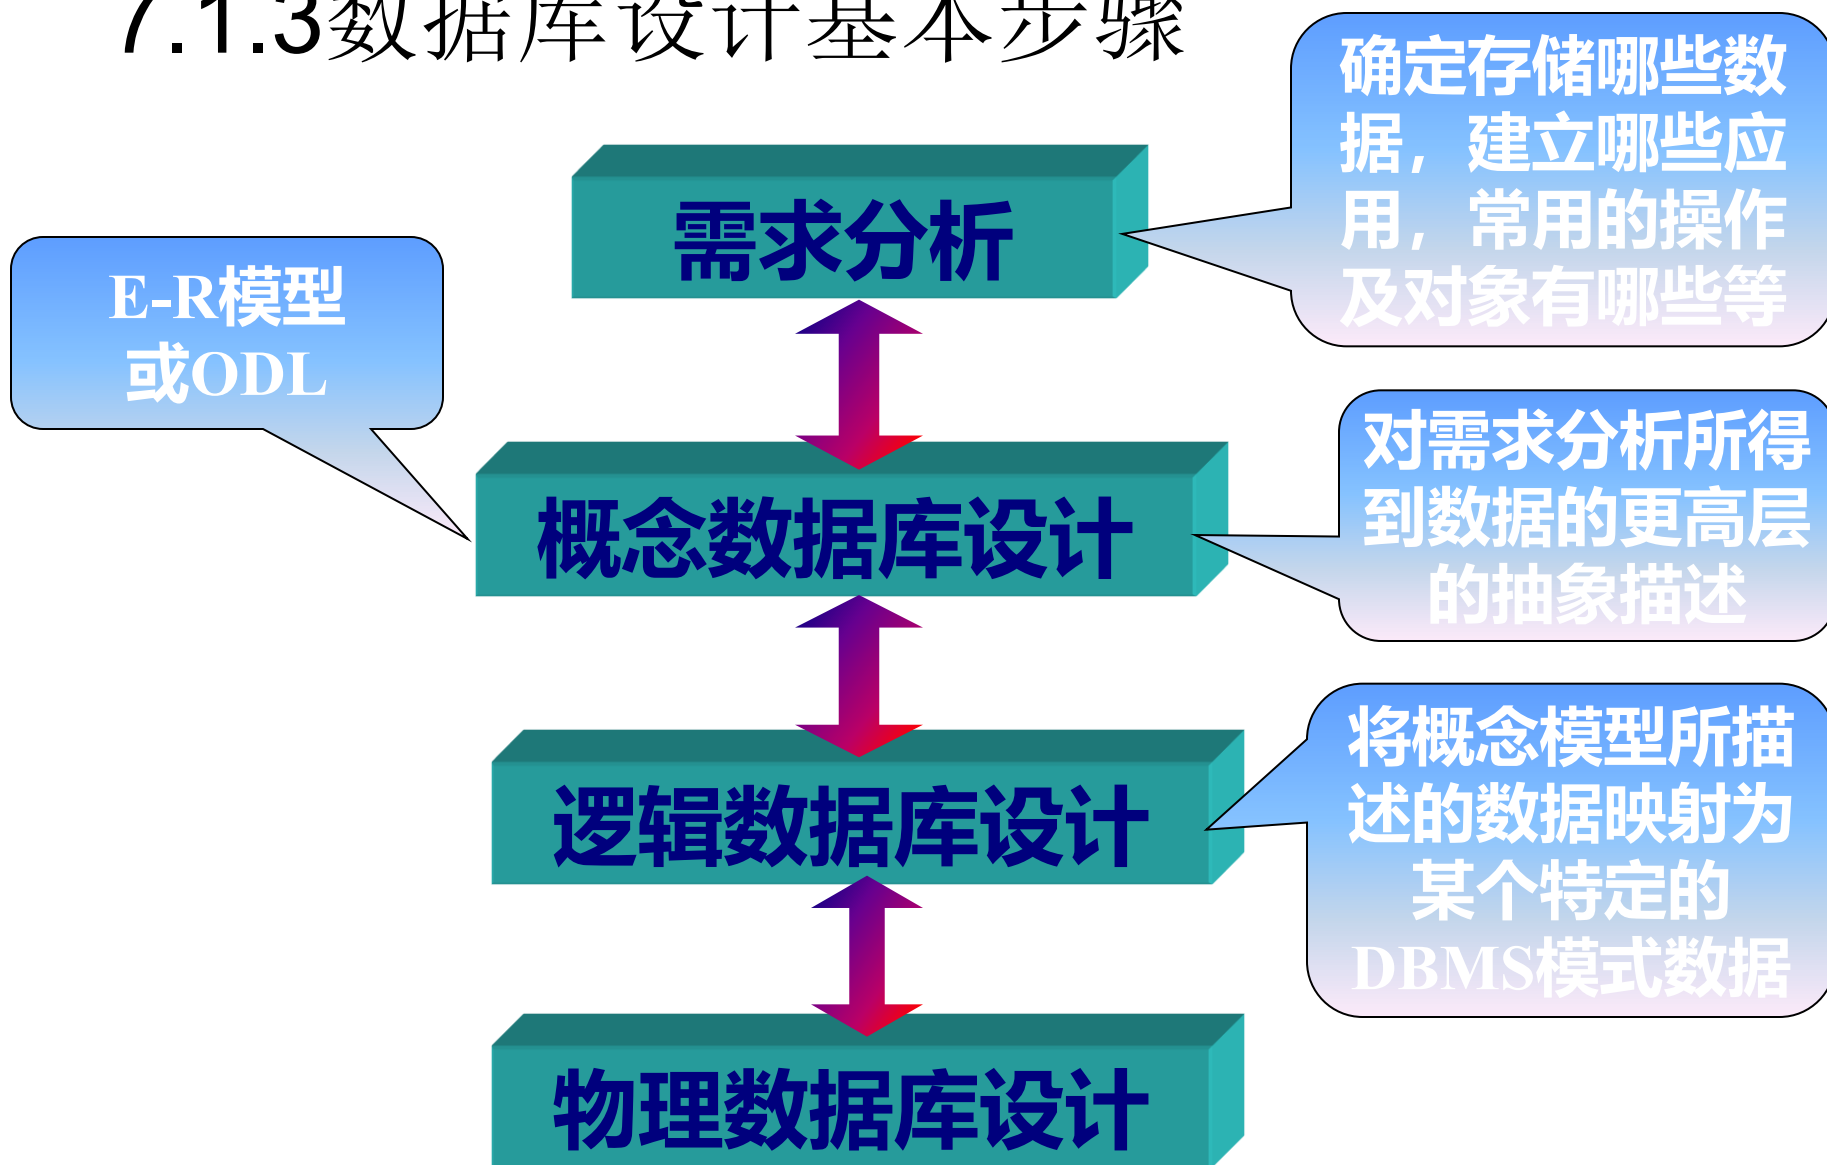 7.1.3数据库设计基本步骤
确定存储哪些数
据，建立哪些应
用，常用的操作
及对象有哪些等
需求分析
E-R模型
或ODL
对需求分析所得
到数据的更高层
的抽象描述
概念数据库设计
将概念模型所描
述的数据映射为
某个特定的
DBMS模式数据
逻辑数据库设计
物理数据库设计